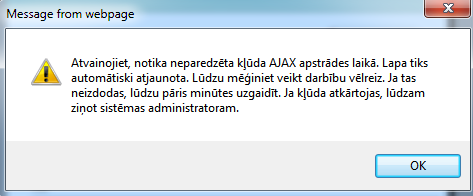 Message from webpage
Atvainojiet, notika neparedzēta kļūda AJAX apstrādes laikā. Lapa tiks
automātiski atjaunota. Lūdzu mēģiniet veikt darbību vēlreiz. Ja tas
neizdodas, lūdzu pāris minūtes uzgaidīt. Ja kļūda atkārtojas, lūdzam
ziņot sistēmas administratoram.
OK